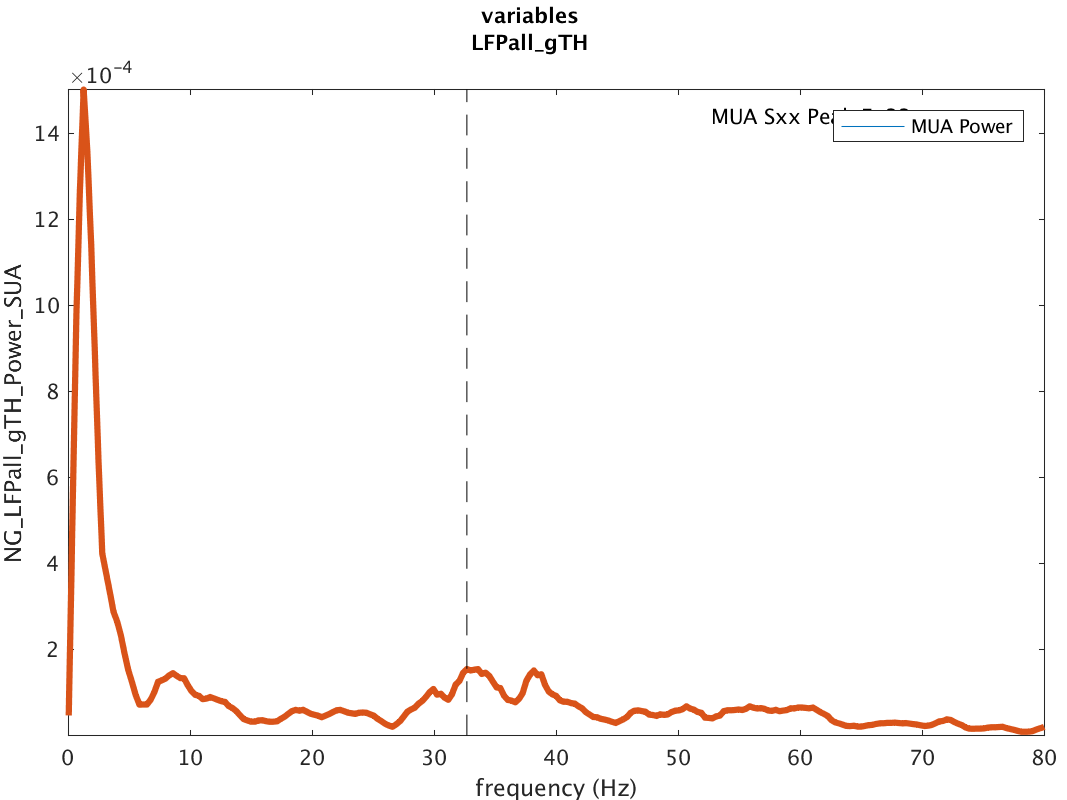 variables
LFPall_gTH
×10⁻⁴
MUA Sxx
MUA Power
14
12
10
8
6
4
2
NG_LFPall_gTH_Power_SUA
0 10 20 30 40 50 60 70 80
frequency (Hz)